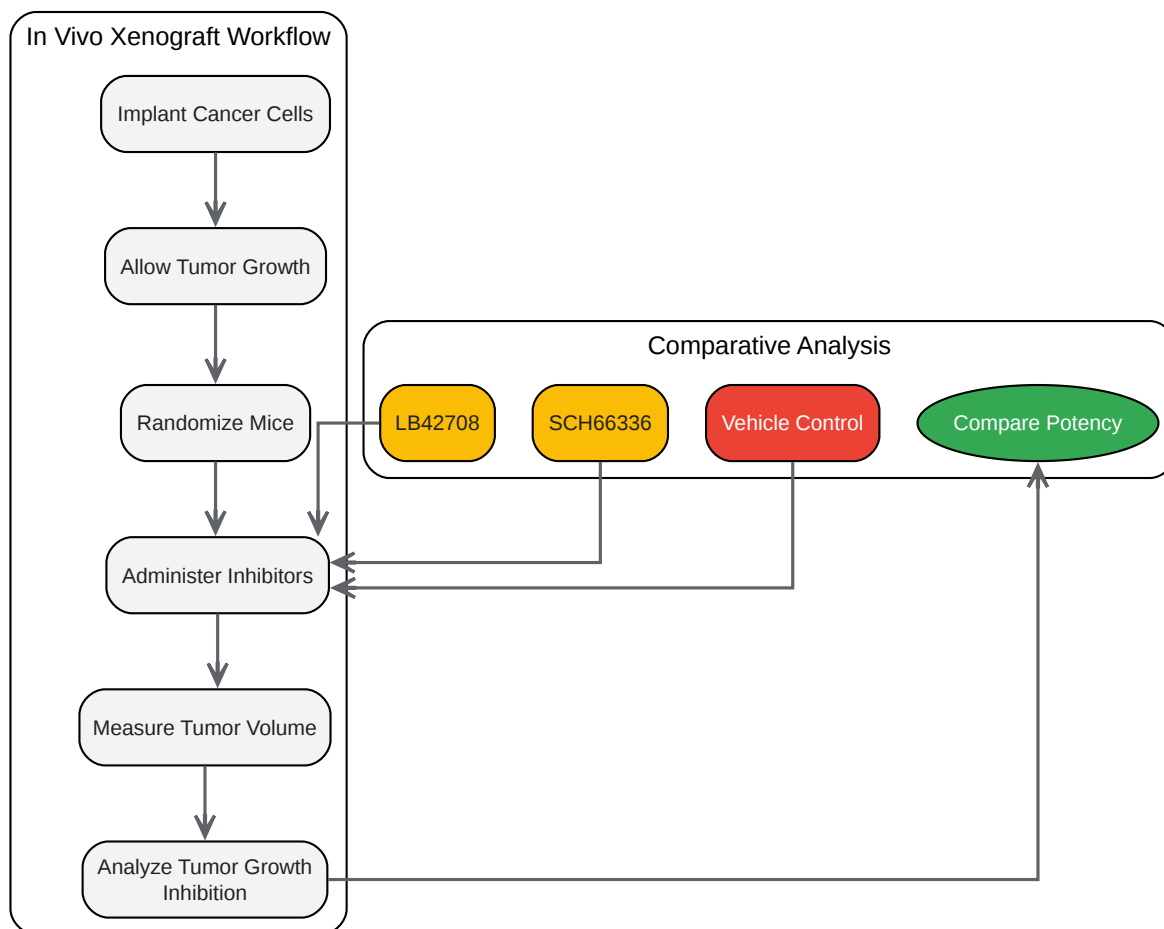 In Vivo Xenograft Workflow
Implant Cancer Cells
Allow Tumor Growth
Randomize Mice
Administer Inhibitors
Measure Tumor Volume
Analyze Tumor Growth
Inhibition
Comparative Analysis
LB42708
SCH66336
Vehicle Control
Compare Potency